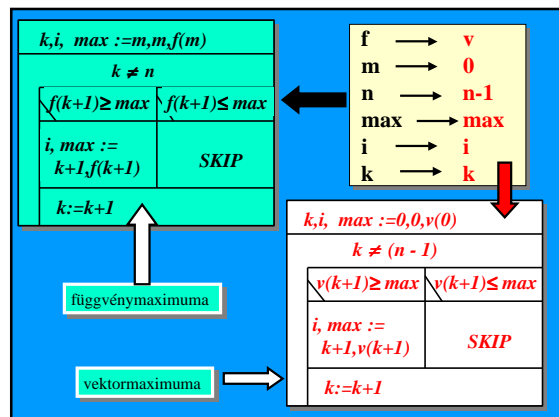 k,i, max :=m,m,f(m)
k ≠ n
f(k+1)≥ max f(k+1)≤ max
i, max :=
k+1,f(k+1)
SKIP
k:=k+1
f → v
m → 0
n → n-1
max → max
i → i
k → k
függvénymaximuma
k,i, max :=0,0,v(0)
k ≠ (n - 1)
v(k+1)≥ max v(k+1)≤ max
i, max :=
k+1,v(k+1)
SKIP
k:=k+1
vektormaximuma